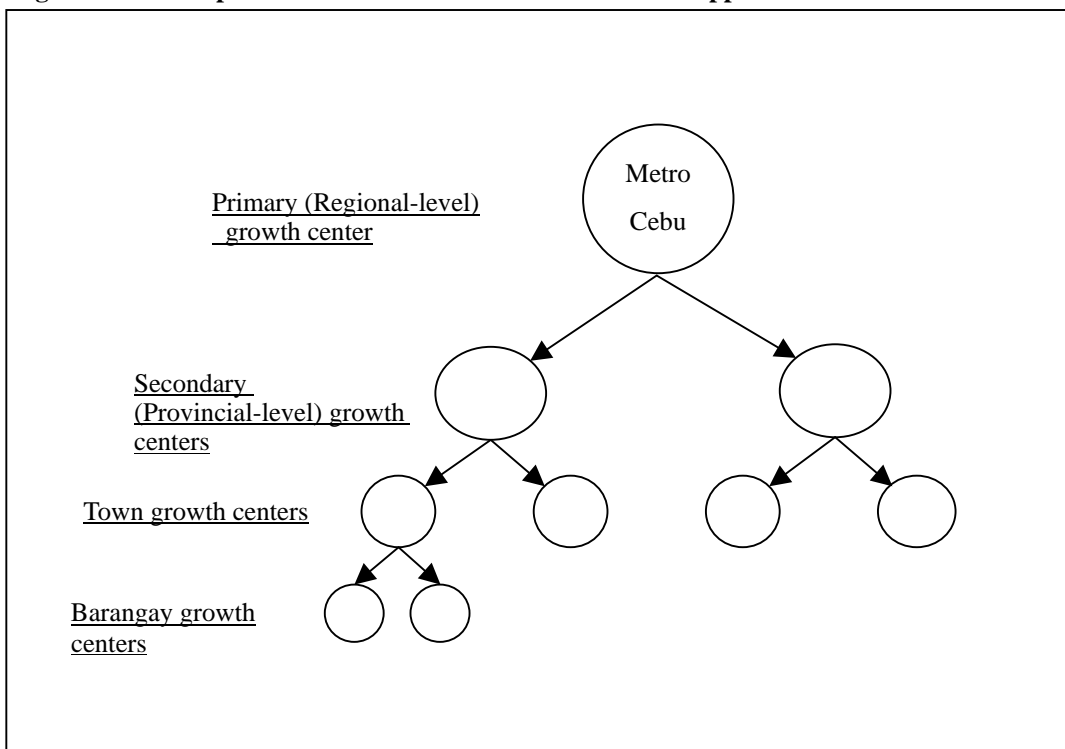 Metro
Cebu
Primary (Regional-level)
growth center
Secondary
(Provincial-level) growth
centers
Town growth centers
Barangay growth
centers